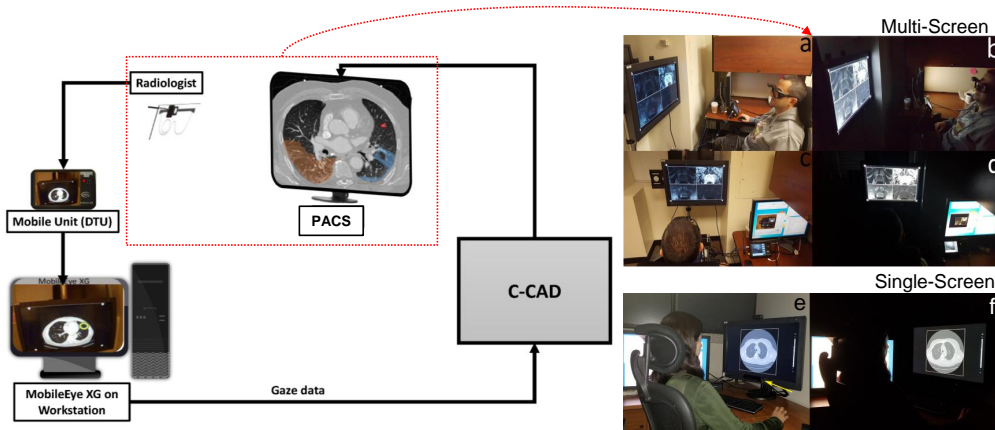 Multi-Screen
Radiologist
a
b
PACS
Mobile Unit (DTU)
c
d
MobileEye XG
C-CAD
Single-Screen
e
f
Gaze data
MobileEye XG on
Workstation